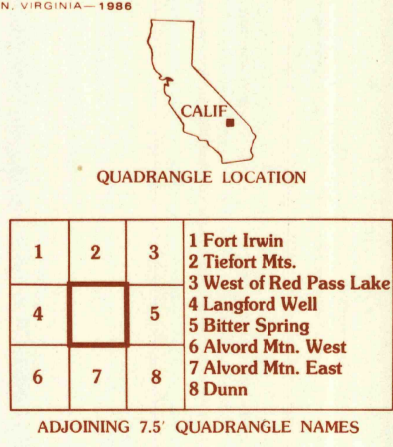 N, VIRGINIA—1986
CALIF
QUADRANGLE LOCATION
1 2 3
4 5
6 7 8
1 Fort Irwin
2 Tiefort Mts.
3 West of Red Pass Lake
4 Langford Well
5 Bitter Spring
6 Alvord Mtn. West
7 Alvord Mtn. East
8 Dunn
ADJOINING 7.5′ QUADRANGLE NAMES